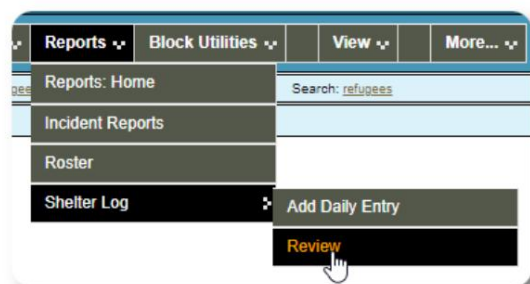 Reports Block Utilities View More...
Reports: Home
Search: refugees
Incident Reports
Roster
Shelter Log
Add Daily Entry
Review